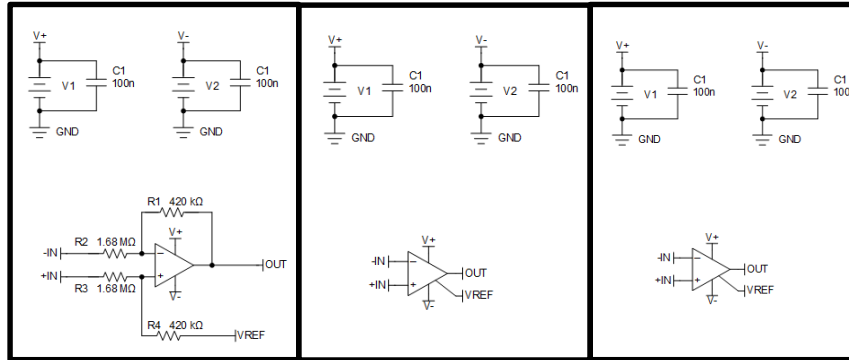 V+
V-
C1
100n
V1
C1
100n
V2
GND
GND
R1 420 kΩ
R2 1.68 MΩ
-IN
+IN
R3 1.68MΩ
V+
V-
OUT
R4 420 kΩ
VREF
V+
V-
C1
100n
V1
C1
100n
V2
GND
GND
V+
-IN
+IN
OUT
VREF
V-
V+
V-
C1
100n
V1
C1
100
V2
GND
GND
V+
-IN
+IN
OUT
VREF
V-